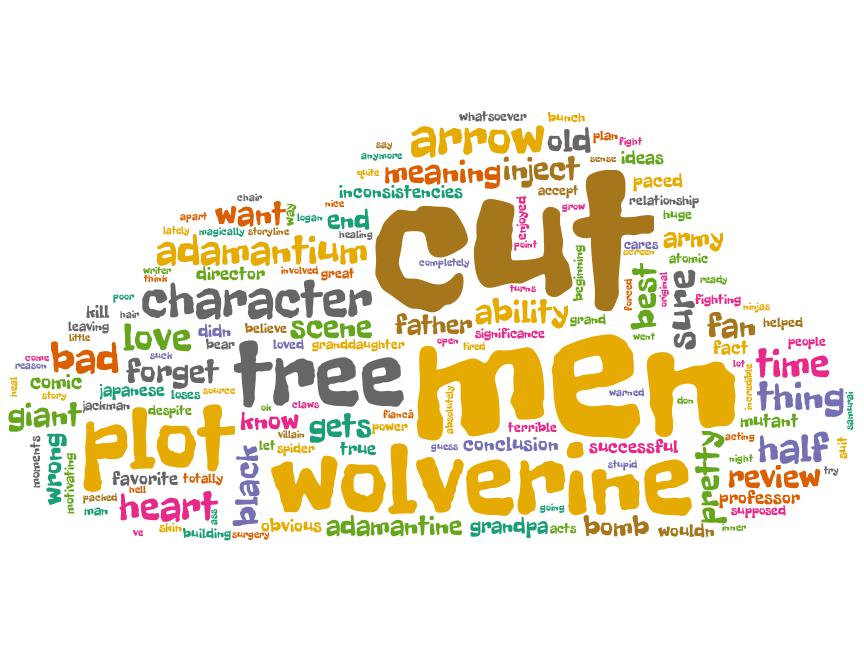 whatsoever bunch
say arrow old plan fight
anymore quite meaning inject sense ideas
inconsistencies accept paced
chair nice enjoyed grow relationship
apart want way logan end cut huge
lately magically storyline healing point cares army
adamantium completely screen
writer director involved great beginning atomic
think
poor character turns forced best original sure ready
kill hair father ability grand fighting
leaving love didn believe scene significance went fan ninjas helped
little bear loved granddaughter open tired fact people
come bad suck tree men lot time
reason forget incredible
heal comic japanese loses source warned don thing
story jackman claws absolutely samurai
giant plot despite ok fiancã
know gets power terrible mutant
villain acting
moments wrong let spider true guess conclusion successful pretty night half suit
motivating black stupid try
favorite totally wolverine review
packed hell professor
man heart ass going supposed
ve skin building surgery obvious adamantine grandpa acts bomb wouldn inner